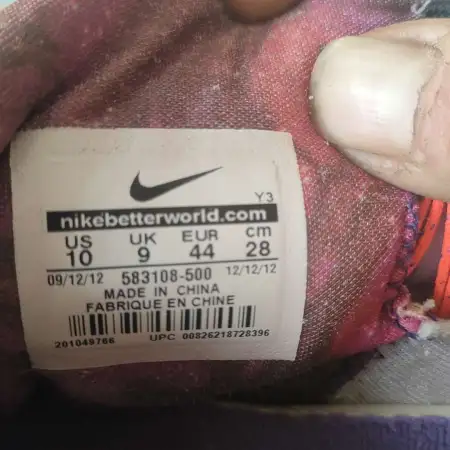 Y3
nikebetterworld.com
US UK EUR cm
10 9 44 28
09/12/12 583108-500 12/12/12
MADE IN CHINA
FABRIQUE EN CHINE
201049766 UPC 00826218728396